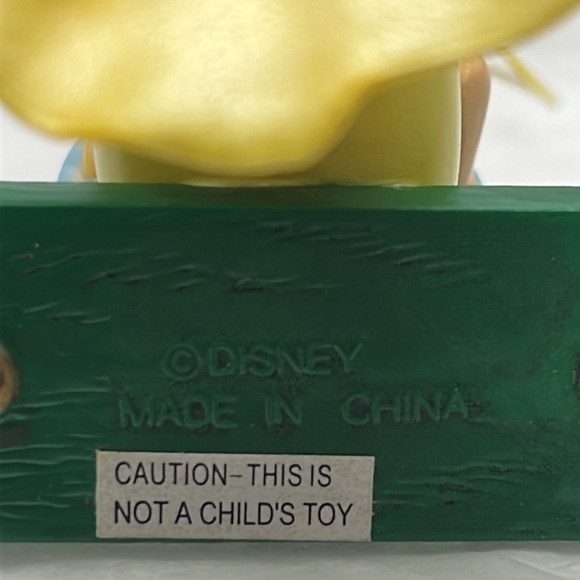 ©DISNEY
MADE IN CHINA
CAUTION-THIS IS
NOT A CHILD'S TOY